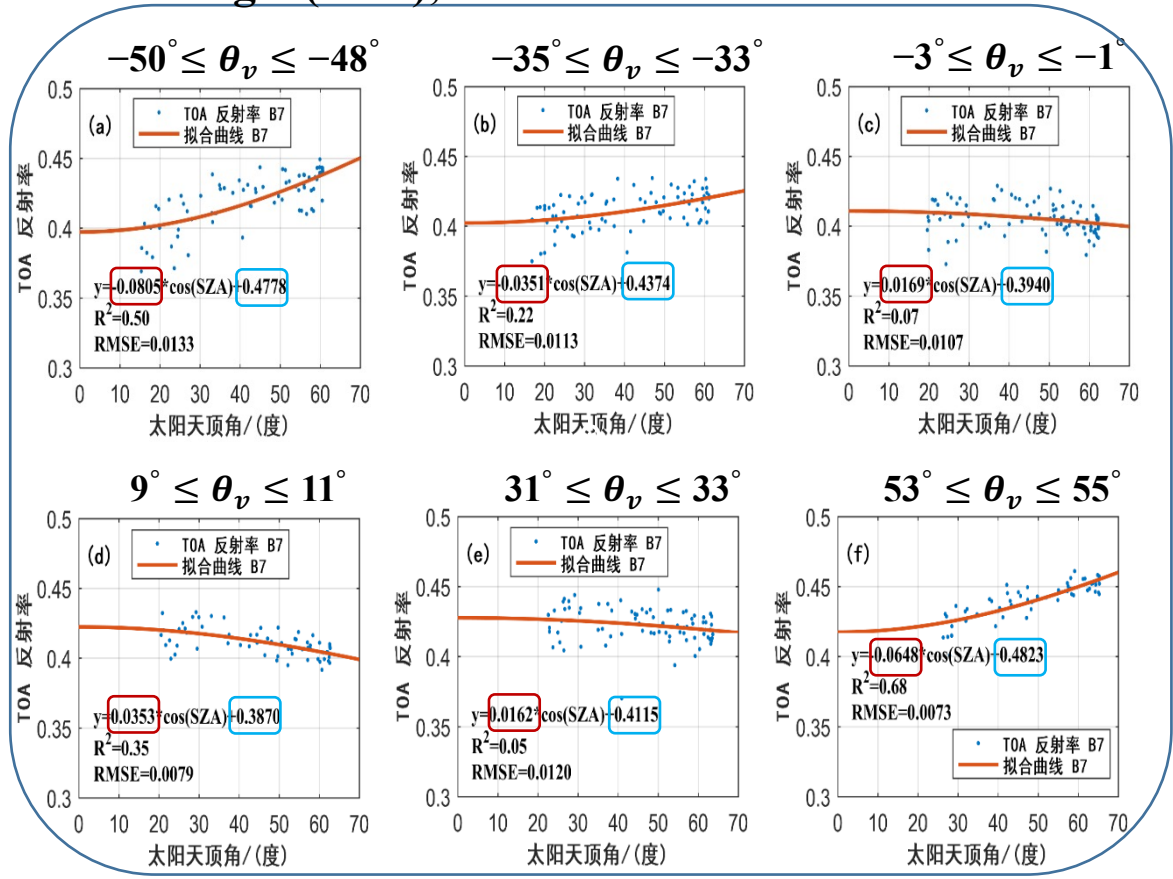 −50°≤ θv ≤ −48°
−35°≤ θv ≤ −33°
−3°≤ θv ≤ −1°
(a)
TOA 反射率 B7
拟合曲线 B7
TOA 反射率
0.5
0.45
0.4
0.35
0.3
y=-0.0805*cos(SZA)+0.4778
R²=0.50
RMSE=0.0133
0 10 20 30 40 50 60 70
太阳天顶角/(度)
(b)
TOA 反射率 B7
拟合曲线 B7
TOA 反射率
0.5
0.45
0.4
0.35
0.3
y=-0.0351*cos(SZA)+0.4374
R²=0.22
RMSE=0.0113
0 10 20 30 40 50 60 70
太阳天顶角/(度)
(c)
TOA 反射率 B7
拟合曲线 B7
TOA 反射率
0.5
0.45
0.4
0.35
0.3
y=0.0169*cos(SZA)+0.3940
R²=0.07
RMSE=0.0107
0 10 20 30 40 50 60 70
太阳天顶角/(度)
9° ≤ θv ≤ 11°
31° ≤ θv ≤ 33°
53° ≤ θv ≤ 55°
(d)
TOA 反射率 B7
拟合曲线 B7
TOA 反射率
0.5
0.45
0.4
0.35
0.3
y=0.0353*cos(SZA)+0.3870
R²=0.35
RMSE=0.0079
0 10 20 30 40 50 60 70
太阳天顶角/(度)
(e)
TOA 反射率 B7
拟合曲线 B7
TOA 反射率
0.5
0.45
0.4
0.35
0.3
y=0.0162*cos(SZA)+0.4115
R²=0.05
RMSE=0.0120
0 10 20 30 40 50 60 70
太阳天顶角/(度)
(f)
TOA 反射率
0.5
0.45
0.4
0.35
0.3
y=-0.0648*cos(SZA)+0.4823
R²=0.68
RMSE=0.0073
TOA 反射率 B7
拟合曲线 B7
0 10 20 30 40 50 60 70
太阳天顶角/(度)